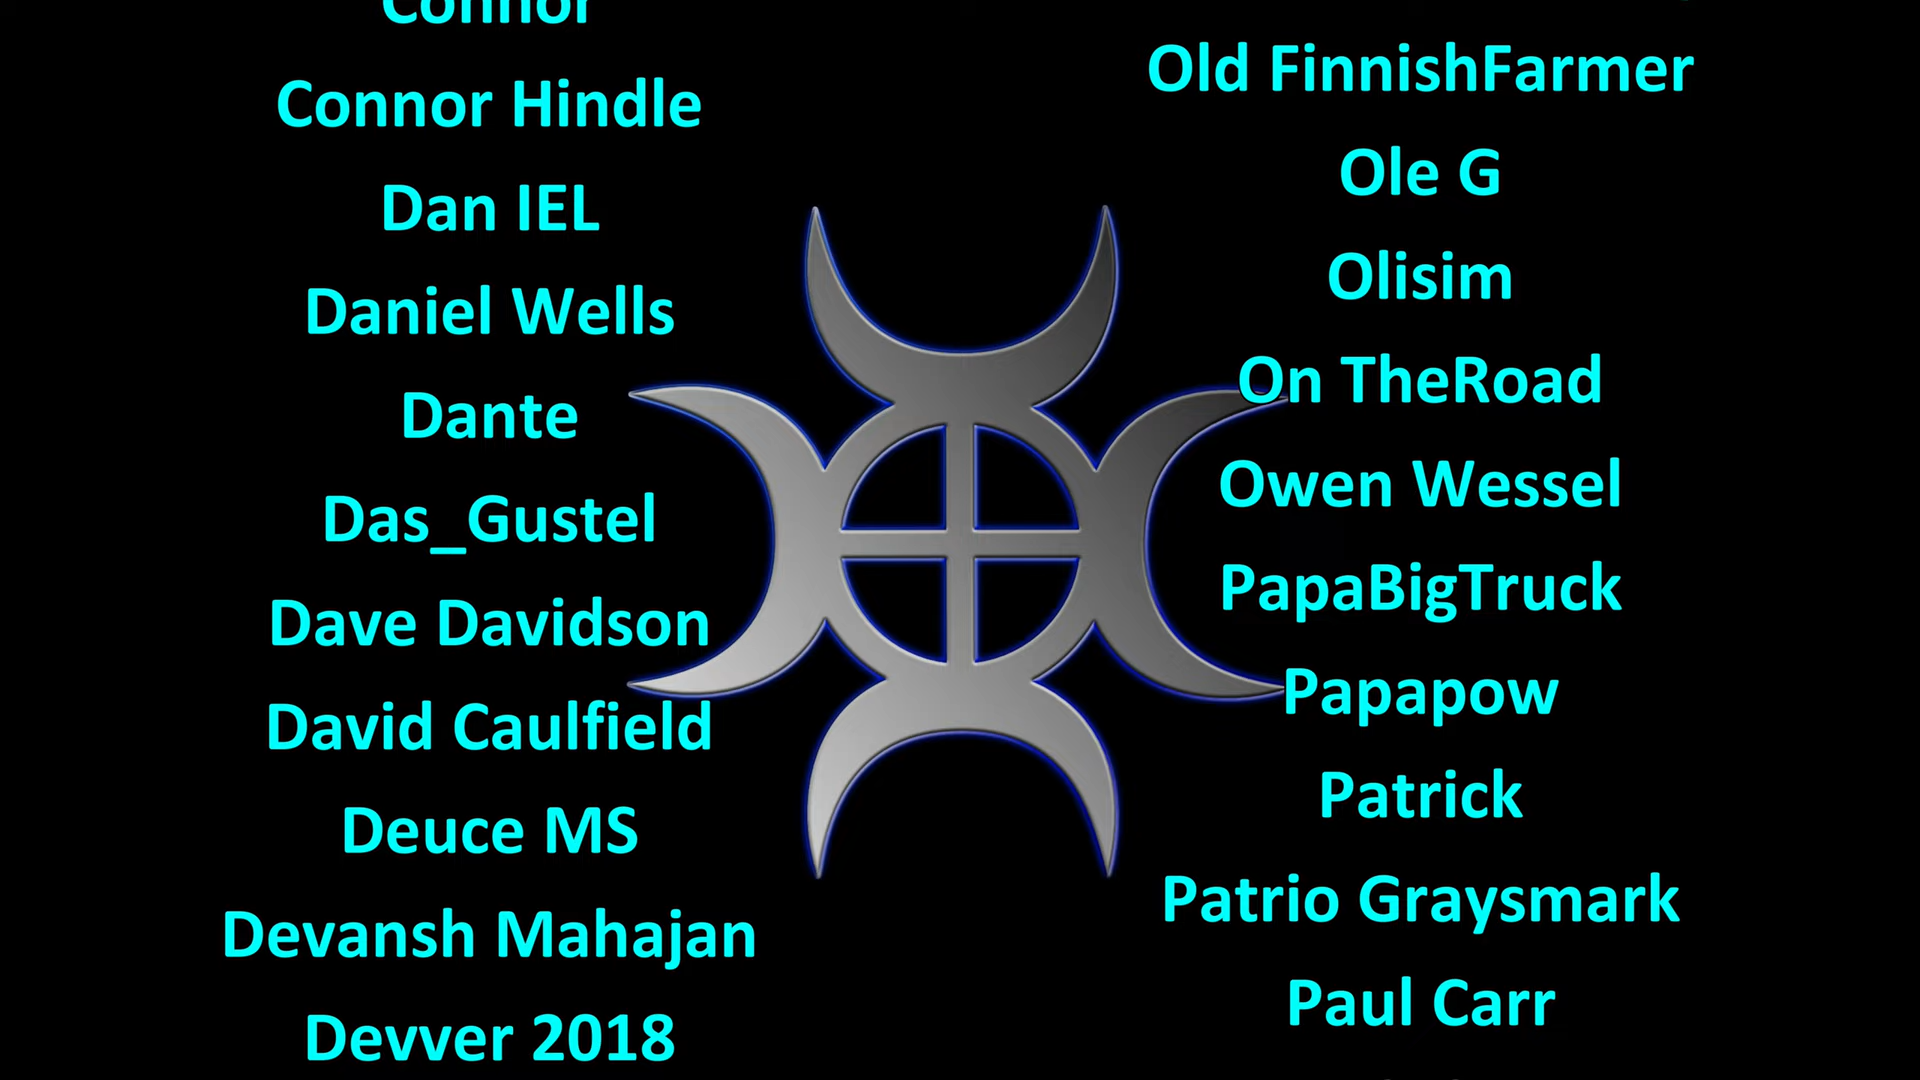 Connor
Connor Hindle
Dan IEL
Daniel Wells
Dante
Das_Gustel
Dave Davidson
David Caulfield
Deuce MS
Devansh Mahajan
Devver 2018
Old FinnishFarmer
Ole G
Olisim
On TheRoad
Owen Wessel
PapaBigTruck
Papapow
Patrick
Patrio Graysmark
Paul Carr